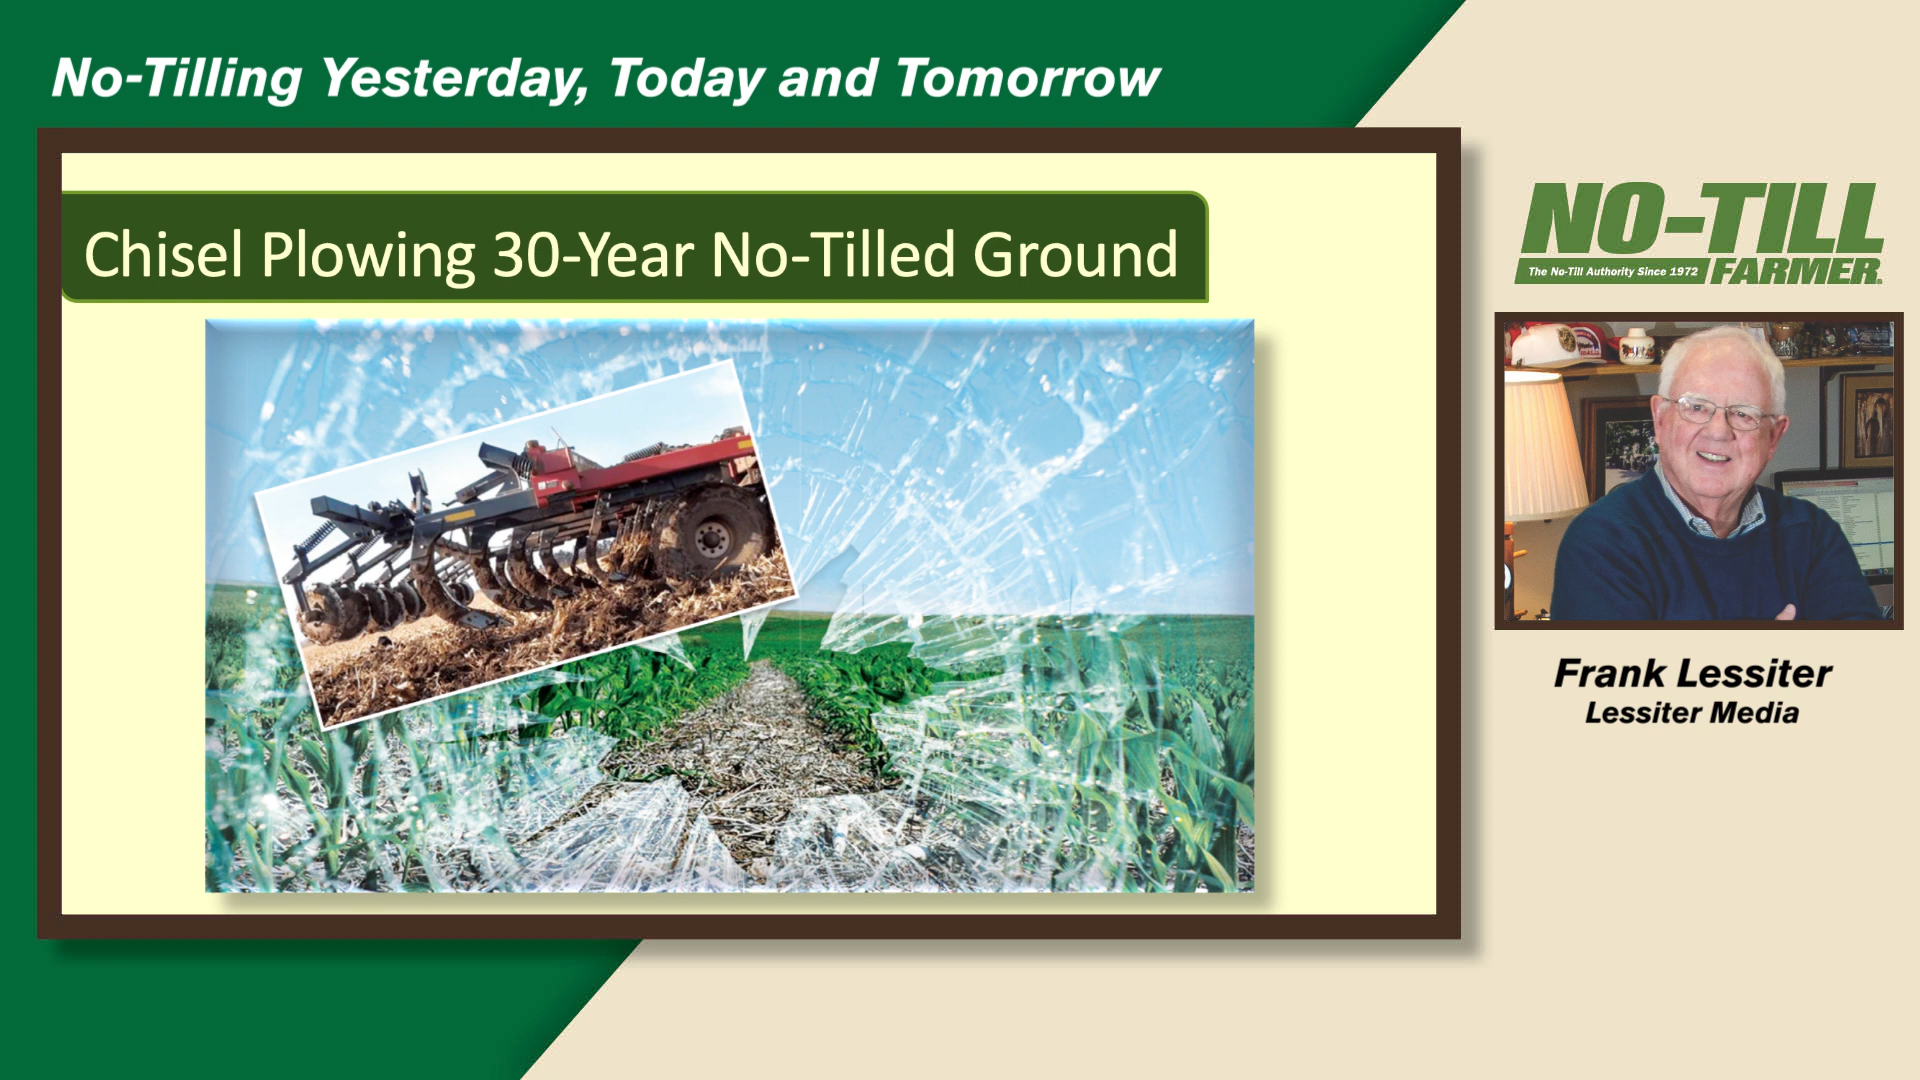 No-Tilling Yesterday, Today and Tomorrow
Chisel Plowing 30-Year No-Tilled Ground
NO-TILL
The No-Till Authority Since 1972 FARMER
Frank Lessiter
Lessiter Media